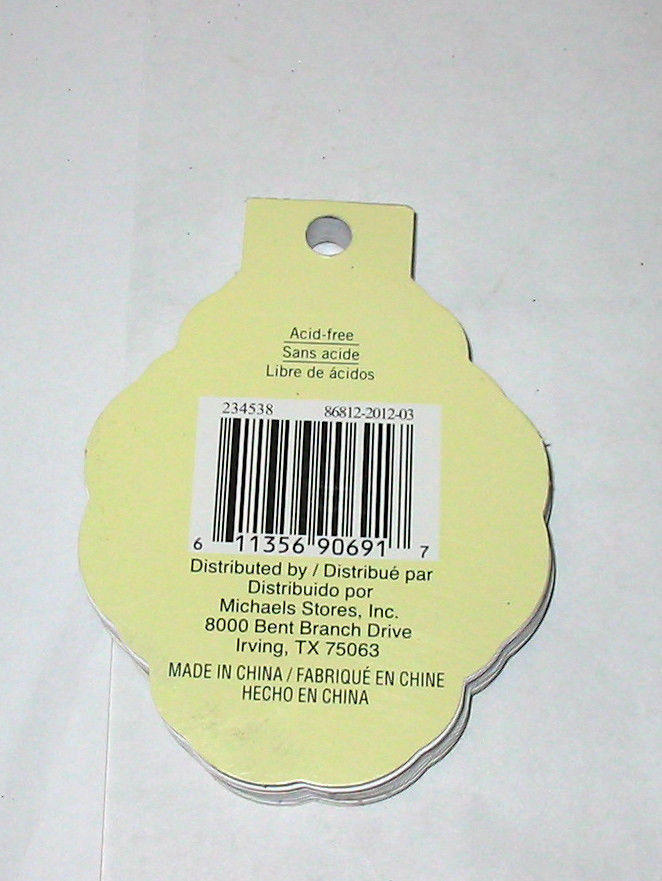 Acid-free
Sans acide
Libre de ácidos
234538 86812-2012-03
6 11356 90691 7
Distributed by / Distribué par
Distribuido por
Michaels Stores, Inc.
8000 Bent Branch Drive
Irving, TX 75063
MADE IN CHINA / FABRIQUÉ EN CHINE
HECHO EN CHINA